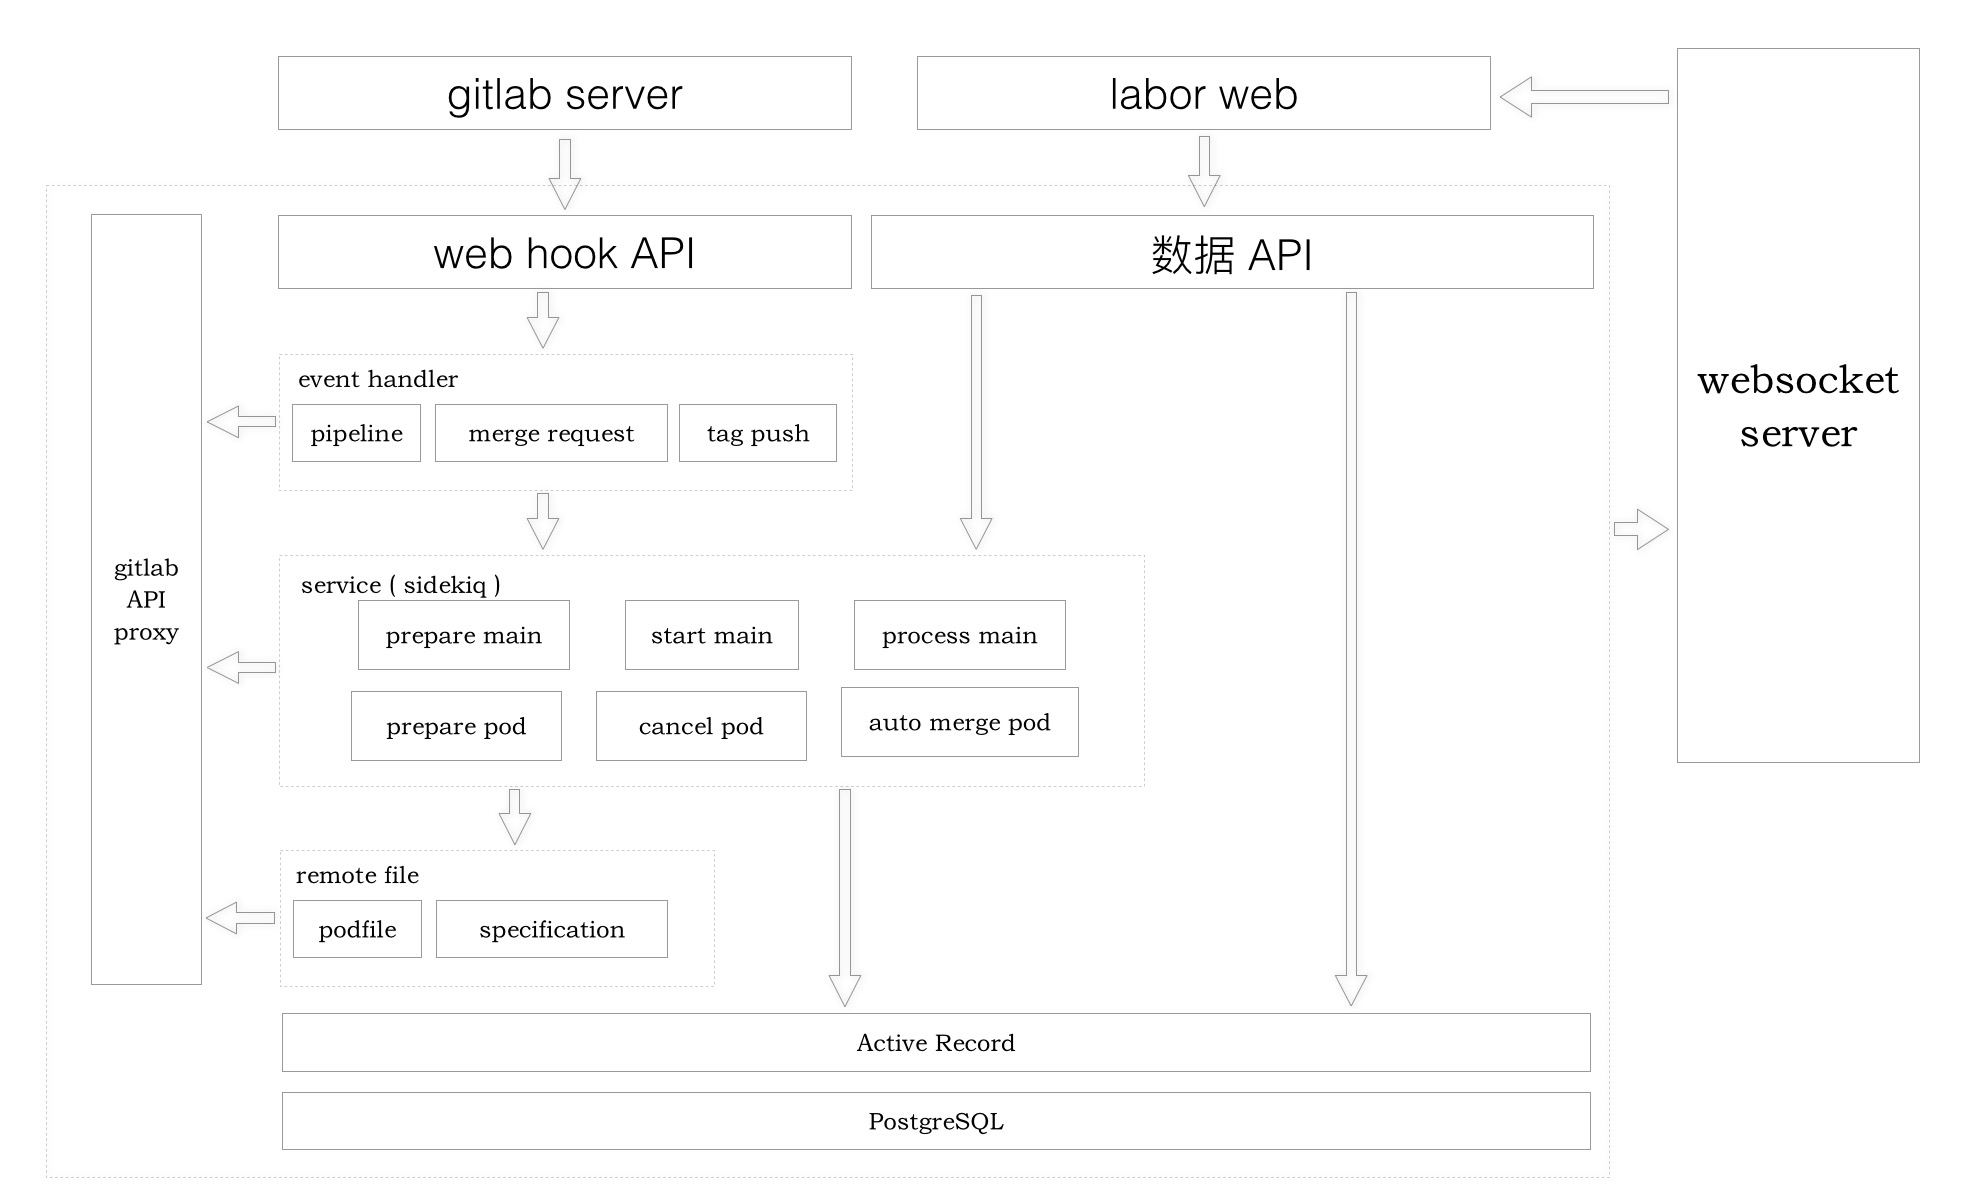 gitlab server
labor web
web hook API
数据 API
websocket
server
event handler
pipeline
merge request
tag push
gitlab
API
proxy
service ( sidekiq )
prepare main
start main
process main
prepare pod
cancel pod
auto merge pod
remote file
podfile
specification
Active Record
PostgreSQL